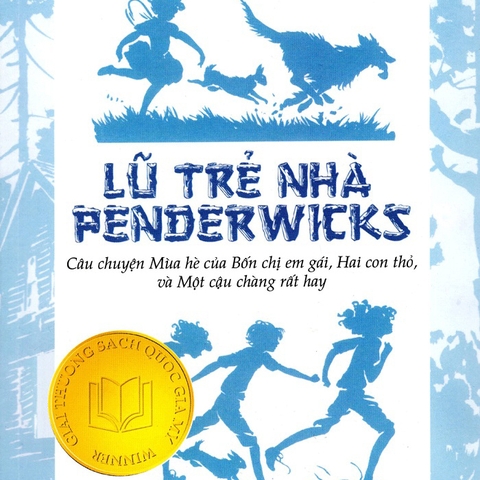 LŨ TRẺ NHÀ
PENDERWICKS
Câu chuyện Mùa hè của Bốn chị em gái, Hai con thỏ,
và Một cậu chàng rất hay
GIẢI THƯỞNG SÁCH QUỐC GIA MỸ
WINNER